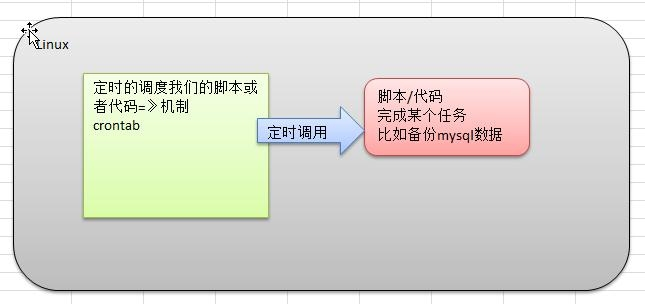 Linux
定时的调度我们的脚本或
者代码=》机制
crontab
定时调用
脚本/代码
完成某个任务
比如备份mysql数据